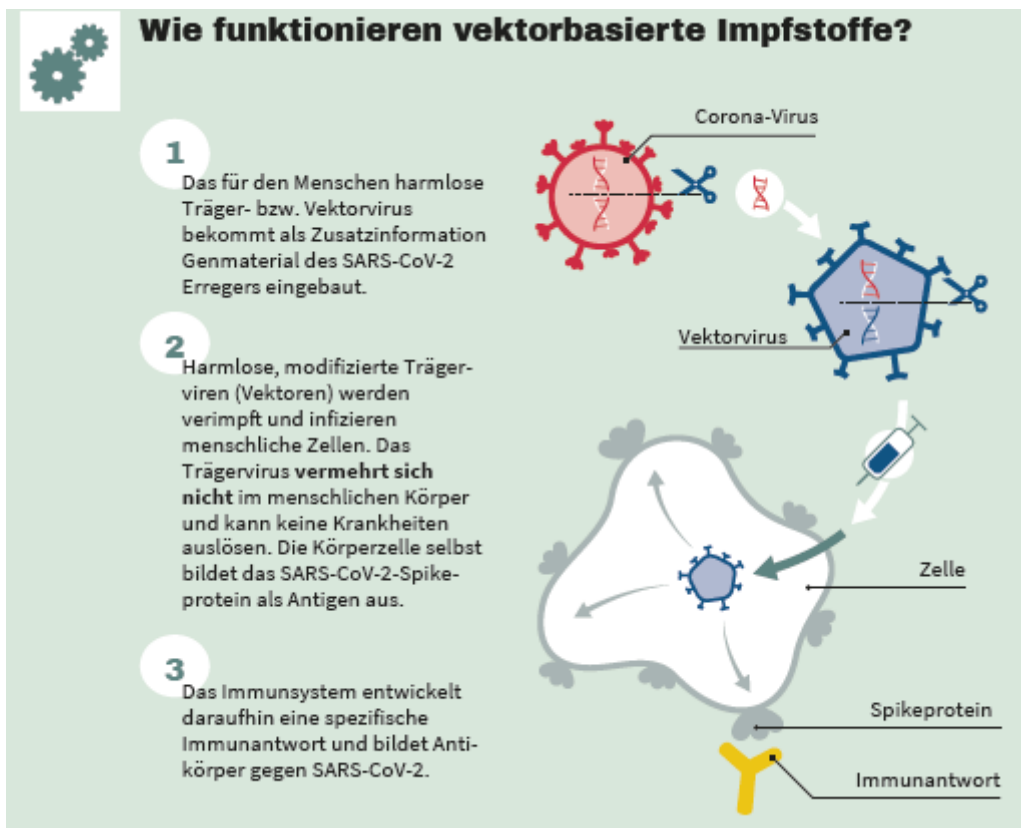 Wie funktionieren vektorbasierte Impfstoffe?
1
Das für den Menschen harmlose
Träger- bzw. Vektorvirus
bekommt als Zusatzinformation
Genmaterial des SARS-CoV-2
Erregers eingebaut.
2
Harmlose, modifizierte Träger-
viren (Vektoren) werden
verimpft und infizieren
menschliche Zellen. Das
Trägervirus vermehrt sich
nicht im menschlichen Körper
und kann keine Krankheiten
auslösen. Die Körperzelle selbst
bildet das SARS-CoV-2-Spike-
protein als Antigen aus.
3
Das Immunsystem entwickelt
daraufhin eine spezifische
Immunantwort und bildet Anti-
körper gegen SARS-CoV-2.
Corona-Virus
Vektorvirus
Zelle
Spikeprotein
Immunantwort